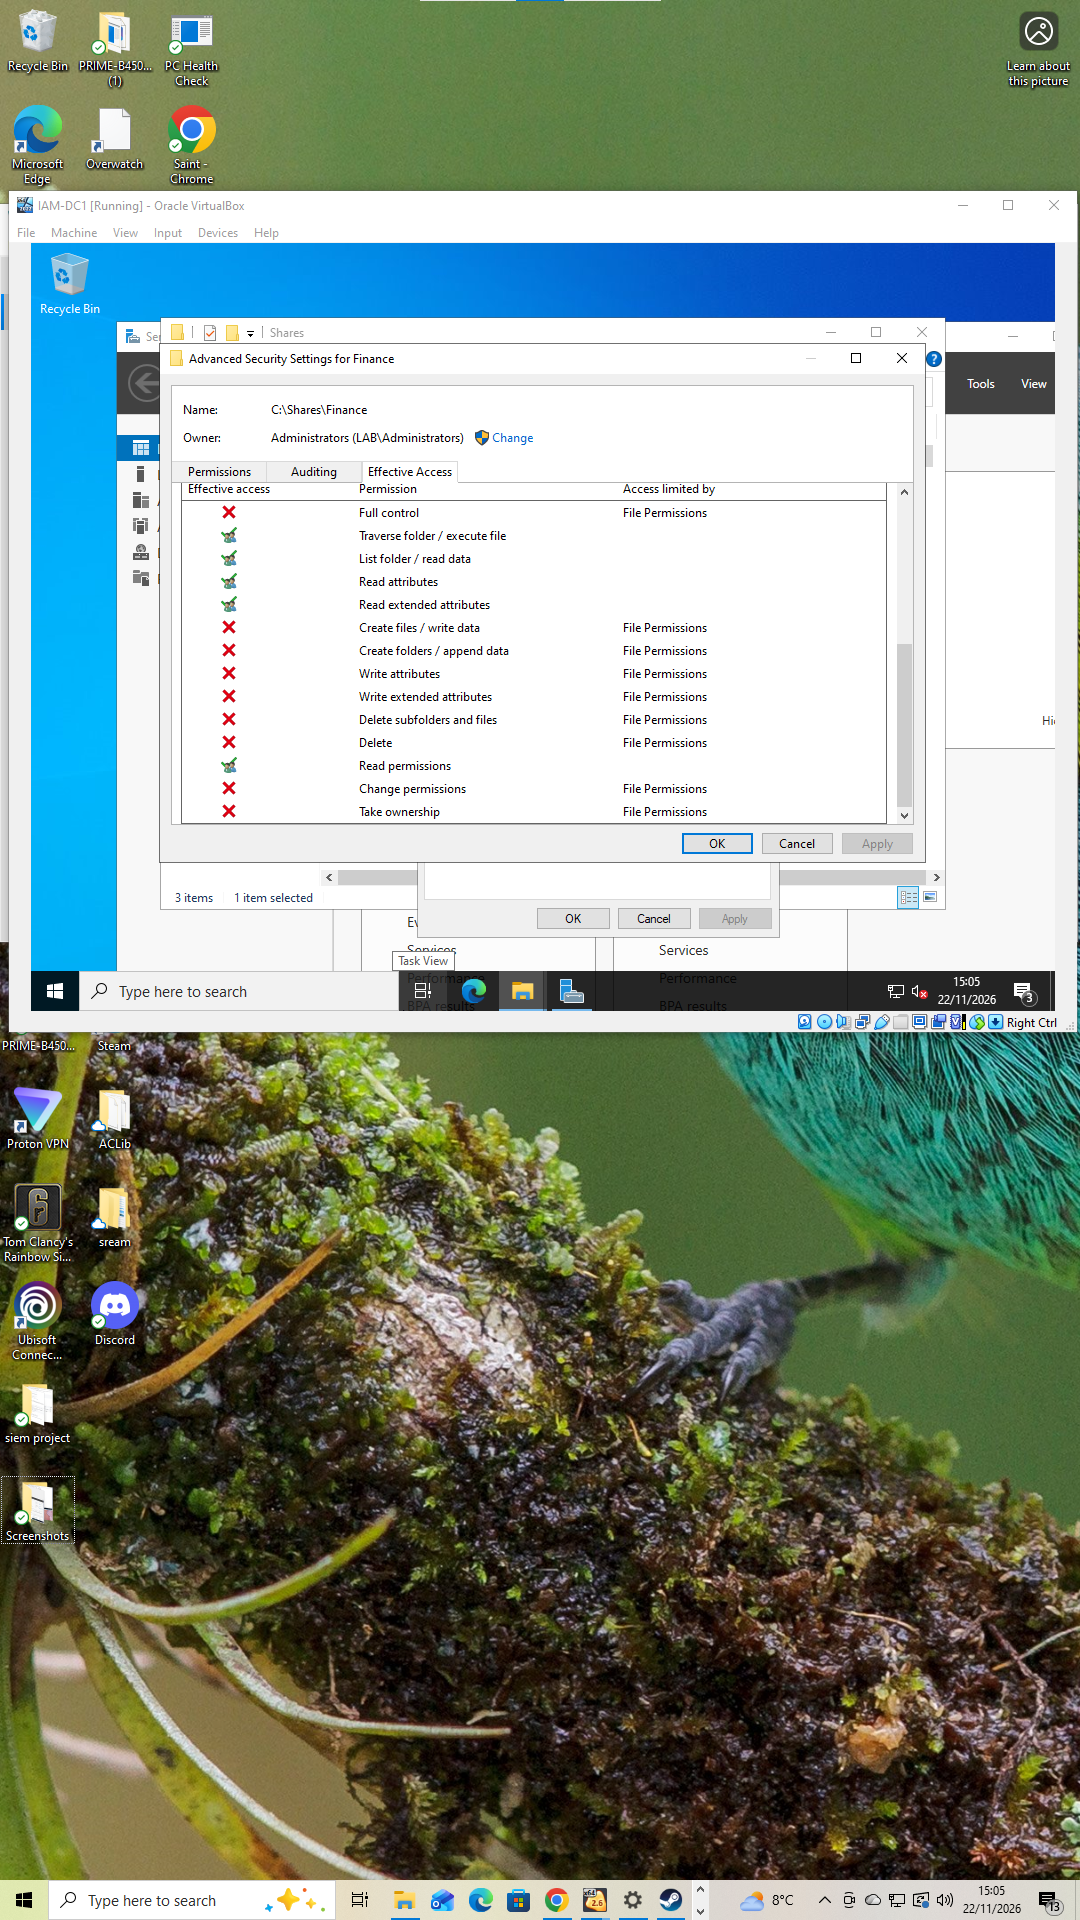 Recycle Bin
PRIME-B450...
(1)
PC Health
Check
Learn about
this picture
Microsoft
Edge
Overwatch
Saint -
Chrome
IAM-DC1 [Running] - Oracle VirtualBox
File Machine View Input Devices Help
Recycle Bin
Shares
Advanced Security Settings for Finance
Tools View
Name: C:\Shares\Finance
Owner: Administrators (LAB\Administrators) Change
Permissions Auditing Effective Access
Effective access Permission Access limited by
Full control File Permissions
Traverse folder / execute file
List folder / read data
Read attributes
Read extended attributes
Create files / write data File Permissions
Create folders / append data File Permissions
Write attributes File Permissions
Write extended attributes File Permissions
Delete subfolders and files File Permissions
Delete File Permissions
Read permissions
Change permissions File Permissions
Take ownership File Permissions
OK Cancel Apply
3 items 1 item selected
OK Cancel Apply
Services Services
Task View
Performance Performance
BPA results BPA results
Type here to search
15:05
22/11/2026
3
Right Ctrl
PRIME-B450...
Steam
Proton VPN
ACLib
Tom Clancy's
Rainbow Si...
sream
Ubisoft
Connec...
Discord
siem project
Screenshots
Type here to search
8°C
15:05
22/11/2026
13